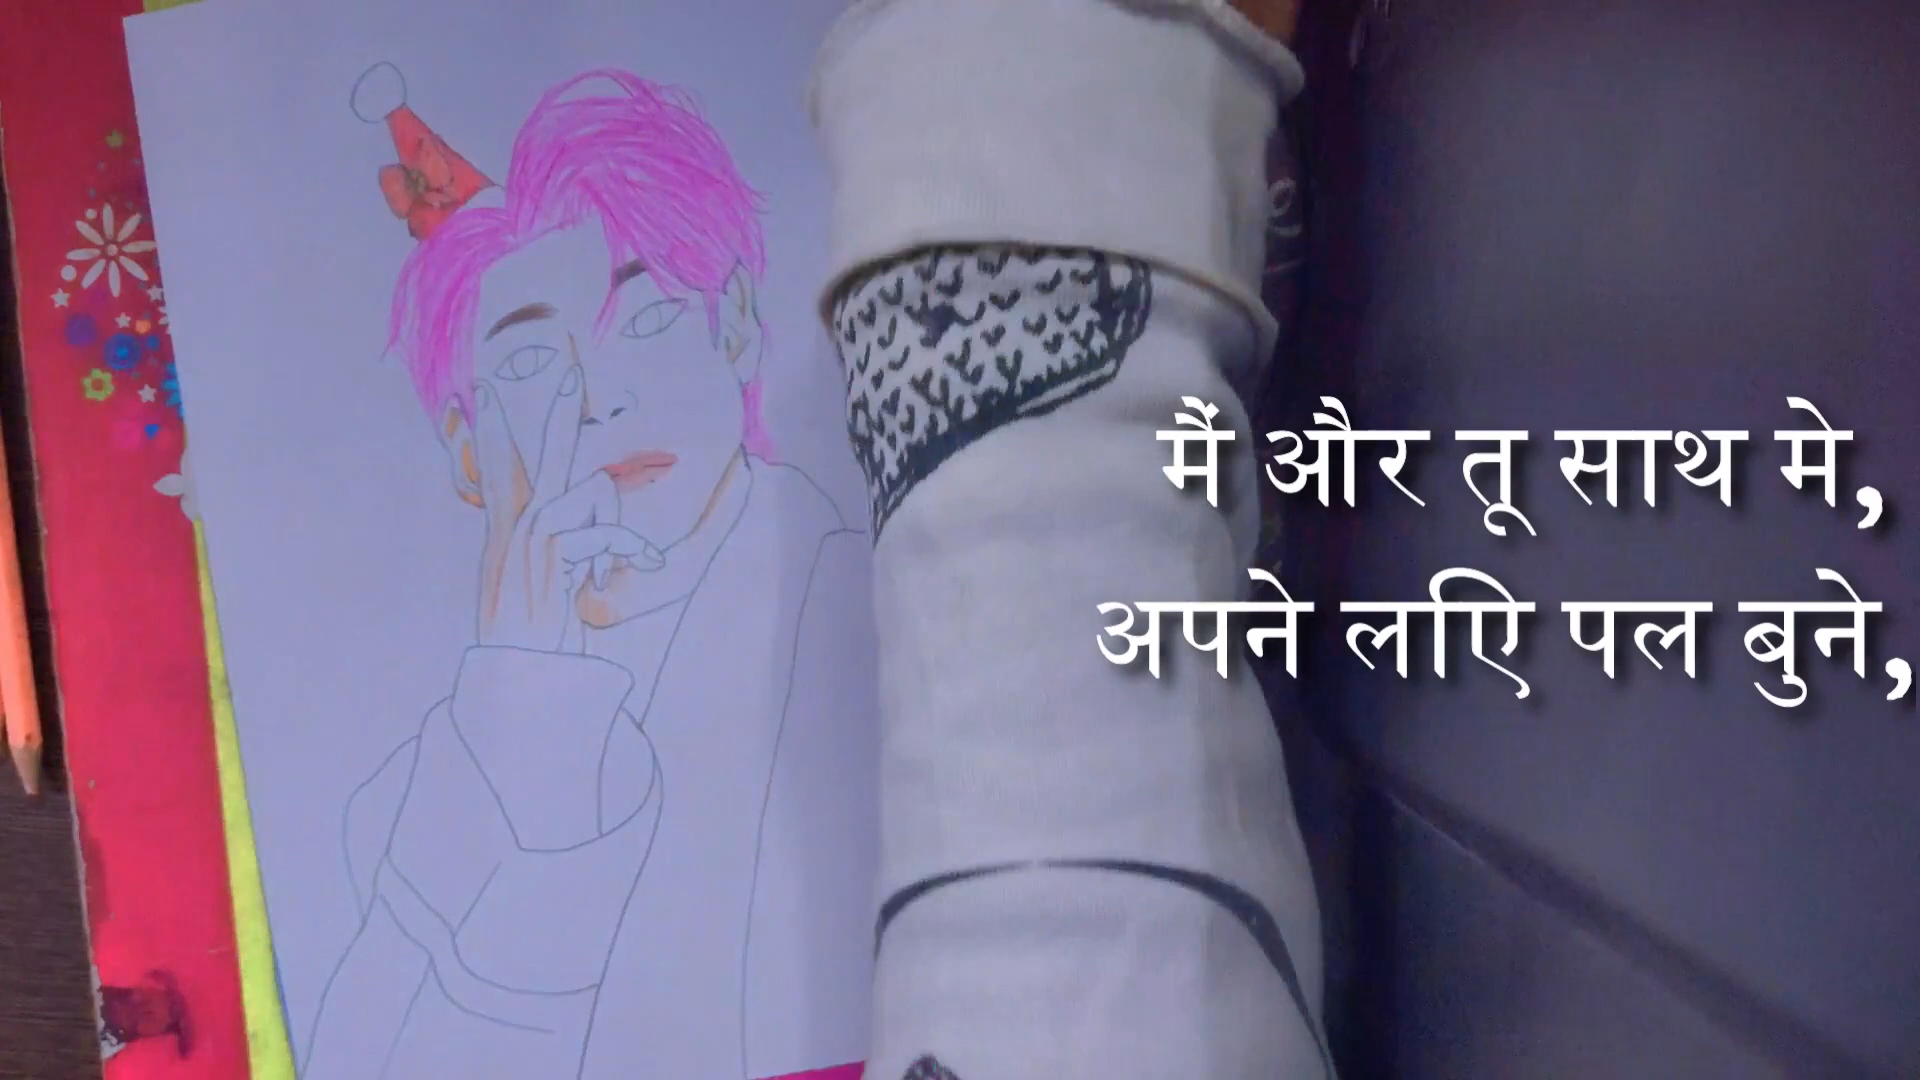 मैं और तू साथ मे,
अपने लिए पल बुने,